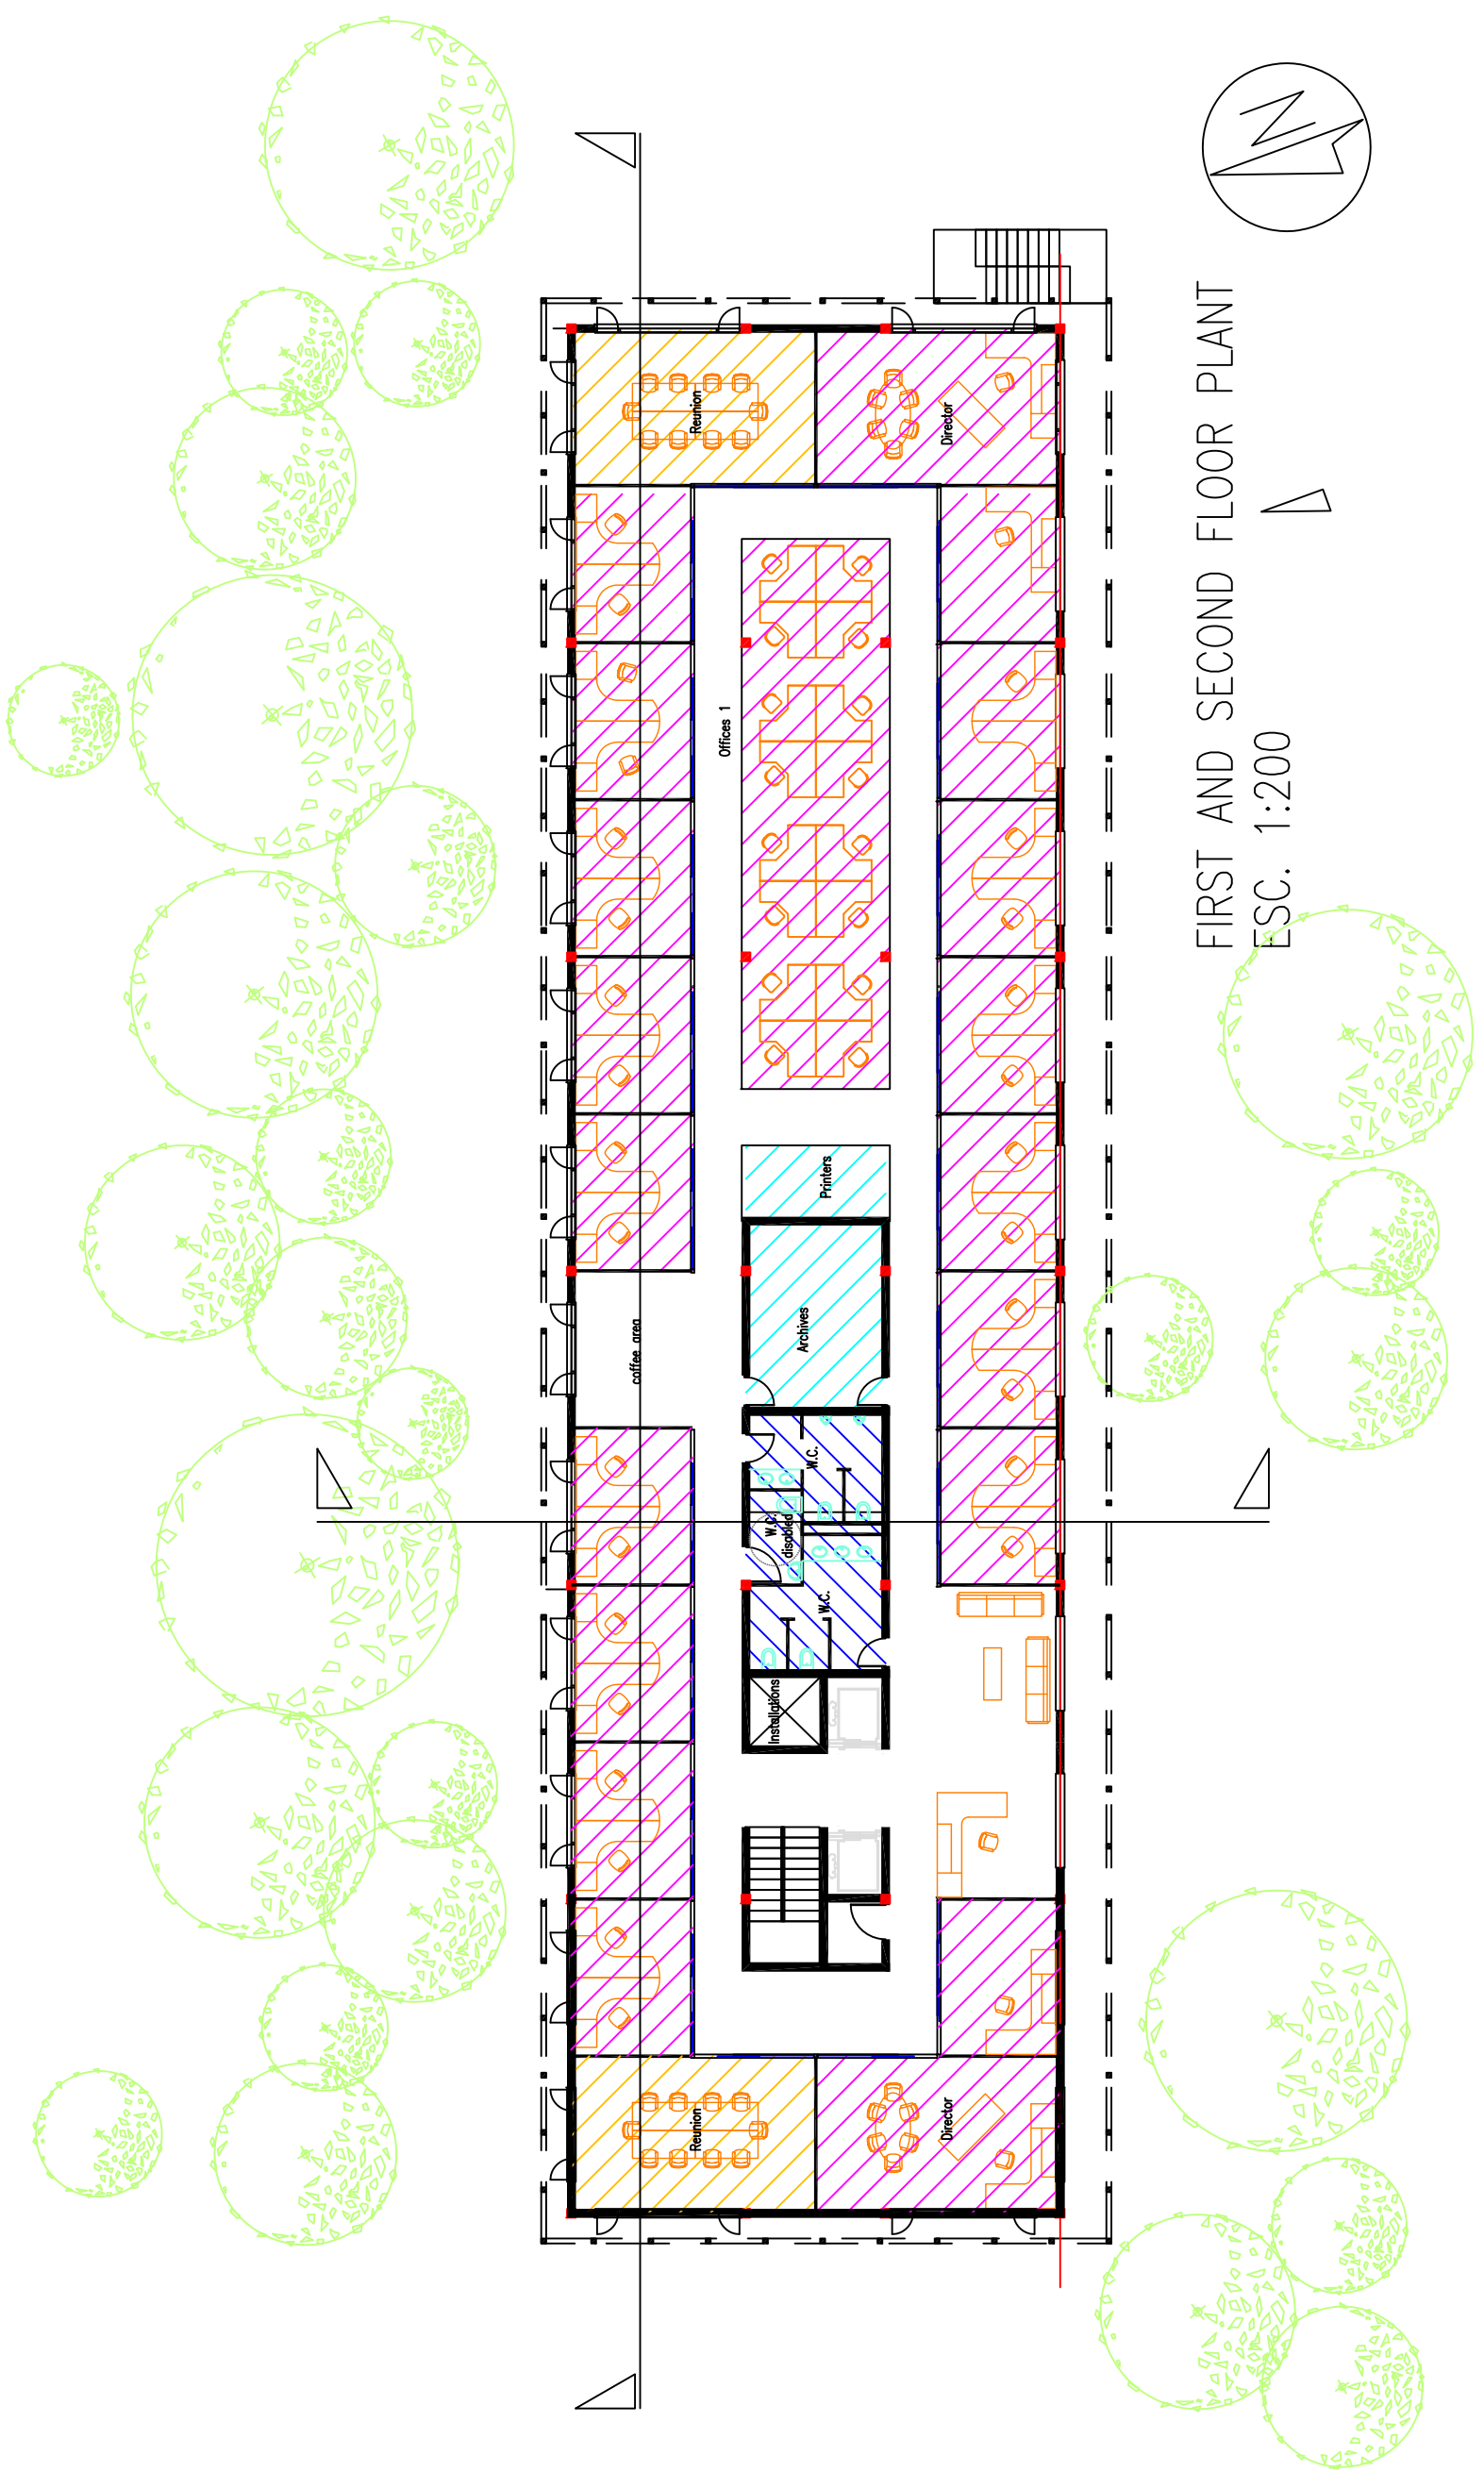 FIRST AND SECOND FLOOR PLANT
ESC. 1:200
N
Reunion
Director
Offices 1
Printers
Archives
coffee area
W.C.
W.C.
disabled
W.C.
Installations
Reunion
Director